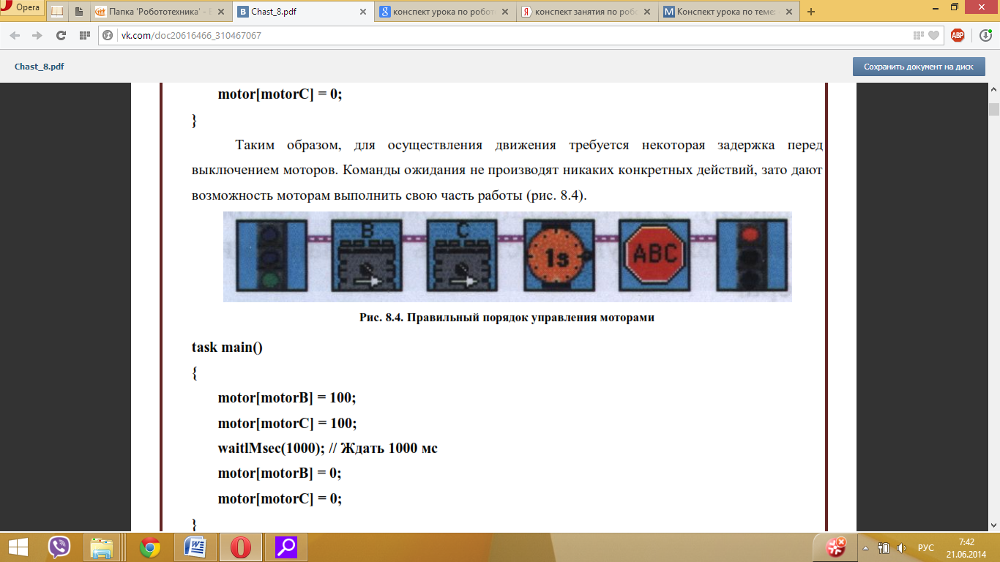 Opera
Папка 'Робототехника' -
Chast_8.pdf
конспект урока по робот
конспект занятия по роб
Конспект урока по теме:
vk.com/doc20616466_310467067
ABP
Chast_8.pdf
Сохранить документ на диск
motor[motorC] = 0;
}
Таким образом, для осуществления движения требуется некоторая задержка перед
выключением моторов. Команды ожидания не производят никаких конкретных действий, зато дают
возможность моторам выполнить свою часть работы (рис. 8.4).
B C 1s ABC
Рис. 8.4. Правильный порядок управления моторами
task main()
{
motor[motorB] = 100;
motor[motorC] = 100;
waitlMsec(1000); // Ждать 1000 мс
motor[motorB] = 0;
motor[motorC] = 0;
}
РУС
7:42
21.06.2014